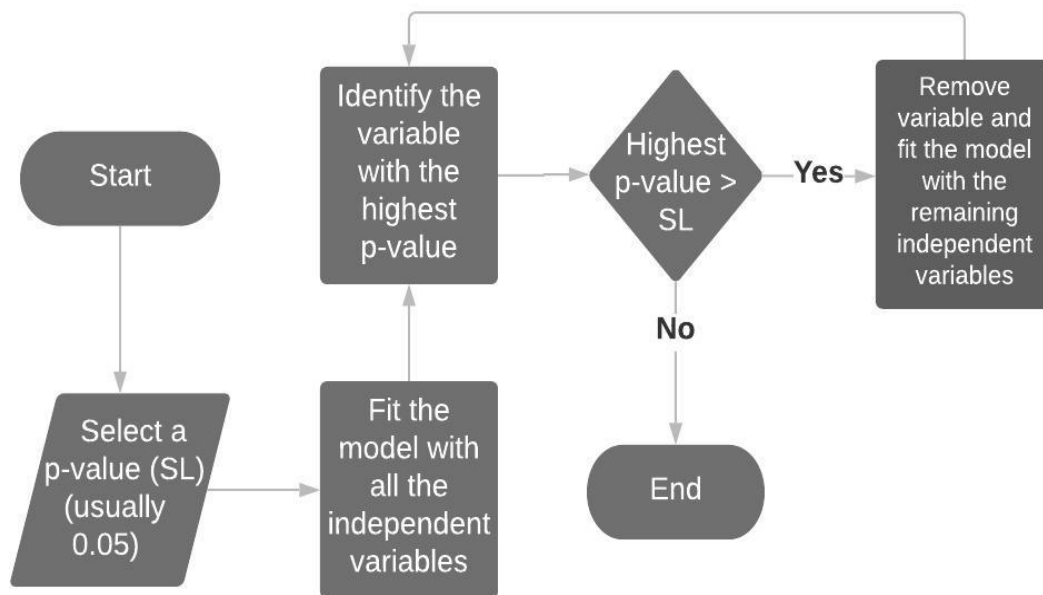 Start
Select a
p-value (SL)
(usually
0.05)
Fit the
model with
all the
independent
variables
Identify the
variable
with the
highest
p-value
Highest
p-value >
SL
Yes
Remove
variable and
fit the model
with the
remaining
independent
variables
No
End